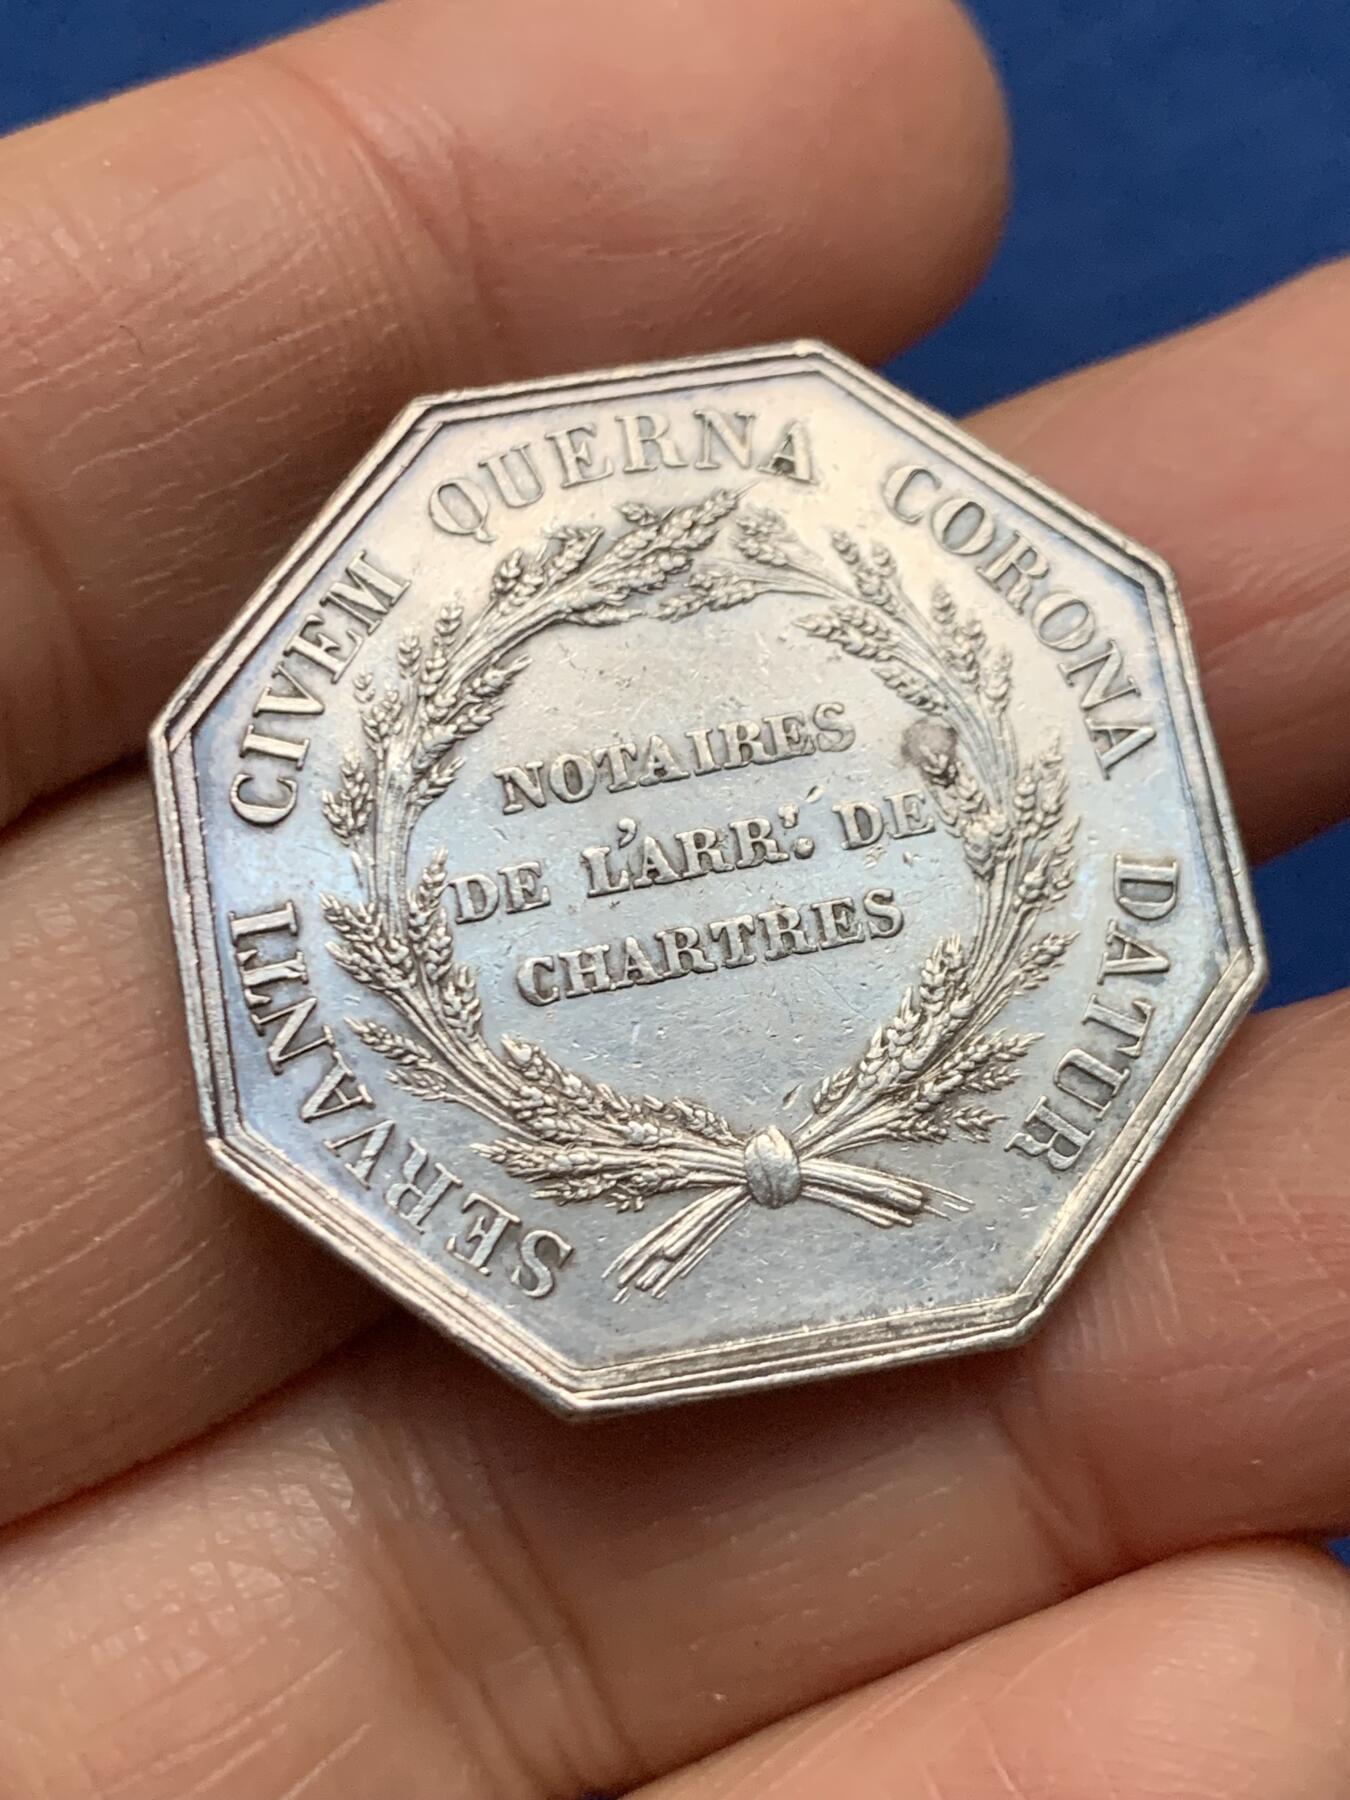 SERVANTI CIVEM QUERNA CORONA DATUR
NOTAIRES
DE L'ARR.ᵗ DE
CHARTRES